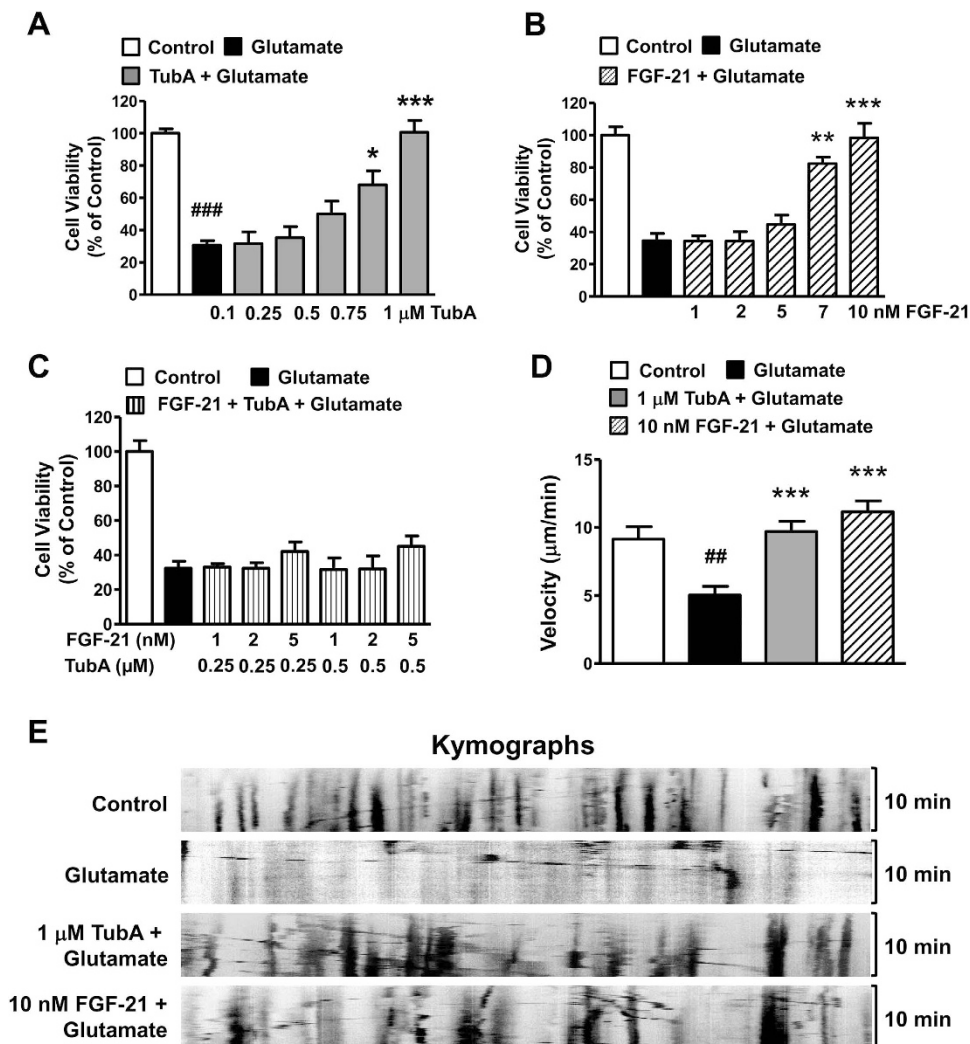 A
Control Glutamate
TubA + Glutamate
Cell Viability
(% of Control)
120
100
80
60
40
20
0
###
*
***
0.1 0.25 0.5 0.75 1 μM TubA
B
Control Glutamate
FGF-21 + Glutamate
Cell Viability
(% of Control)
120
100
80
60
40
20
0
**
***
1 2 5 7 10 nM FGF-21
C
Control Glutamate
FGF-21 + TubA + Glutamate
Cell Viability
(% of Control)
120
100
80
60
40
20
0
FGF-21 (nM) 1 2 5 1 2 5
TubA (μM) 0.25 0.25 0.25 0.5 0.5 0.5
D
Control Glutamate
1 μM TubA + Glutamate
10 nM FGF-21 + Glutamate
Velocity (μm/min)
15
10
5
0
##
***
***
E
Kymographs
Control 10 min
Glutamate 10 min
1 μM TubA +
Glutamate 10 min
10 nM FGF-21 +
Glutamate 10 min